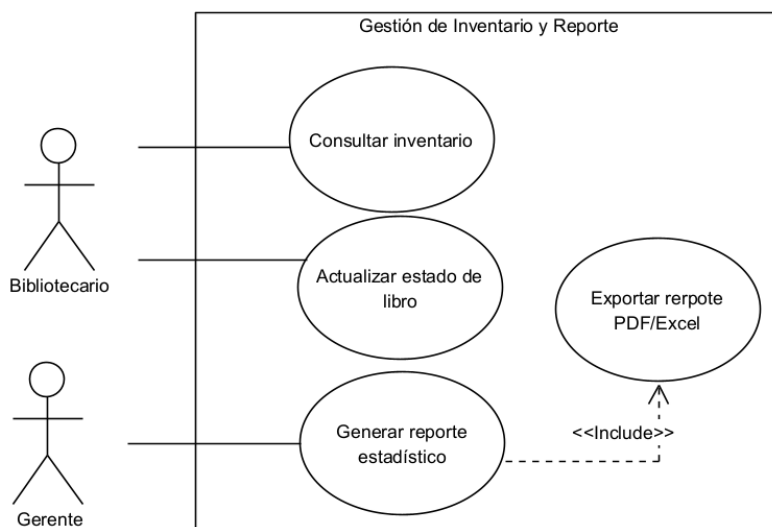 Gestión de Inventario y Reporte
Consultar inventario
Bibliotecario
Actualizar estado de
libro
Exportar rerpote
PDF/Excel
Generar reporte
estadístico
<<Include>>
Gerente